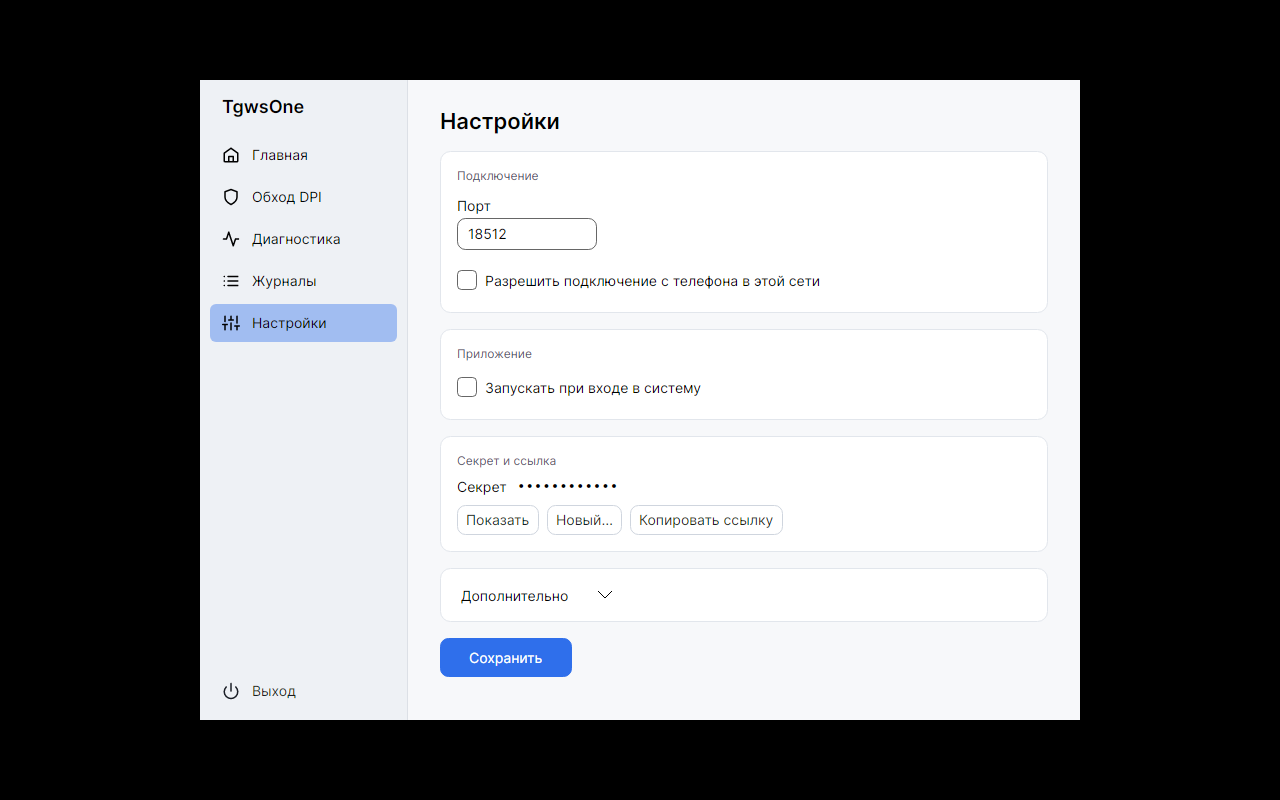 TgwsOne
Главная
Обход DPI
Диагностика
Журналы
Настройки
Выход
Настройки
Подключение
Порт
18512
Разрешить подключение с телефона в этой сети
Приложение
Запускать при входе в систему
Секрет и ссылка
Секрет ••••••••••••
Показать Новый... Копировать ссылку
Дополнительно
Сохранить